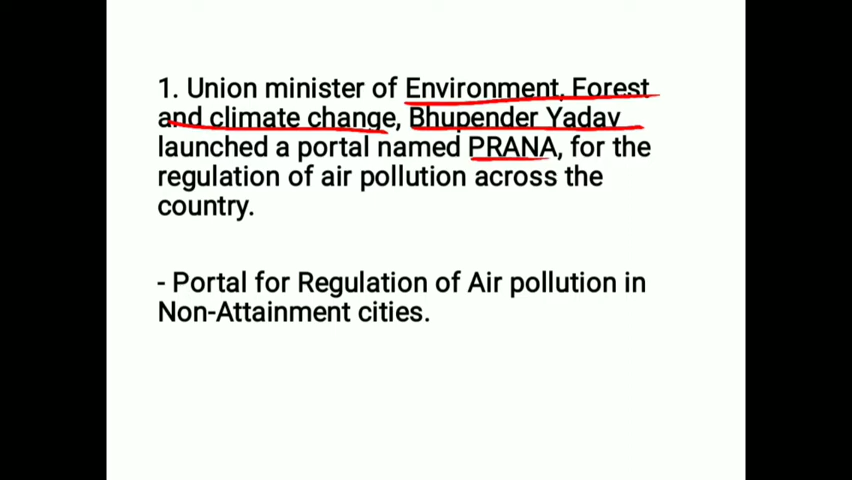 1. Union minister of Environment, Forest
and climate change, Bhupender Yadav
launched a portal named PRANA, for the
regulation of air pollution across the
country.
- Portal for Regulation of Air pollution in
Non-Attainment cities.